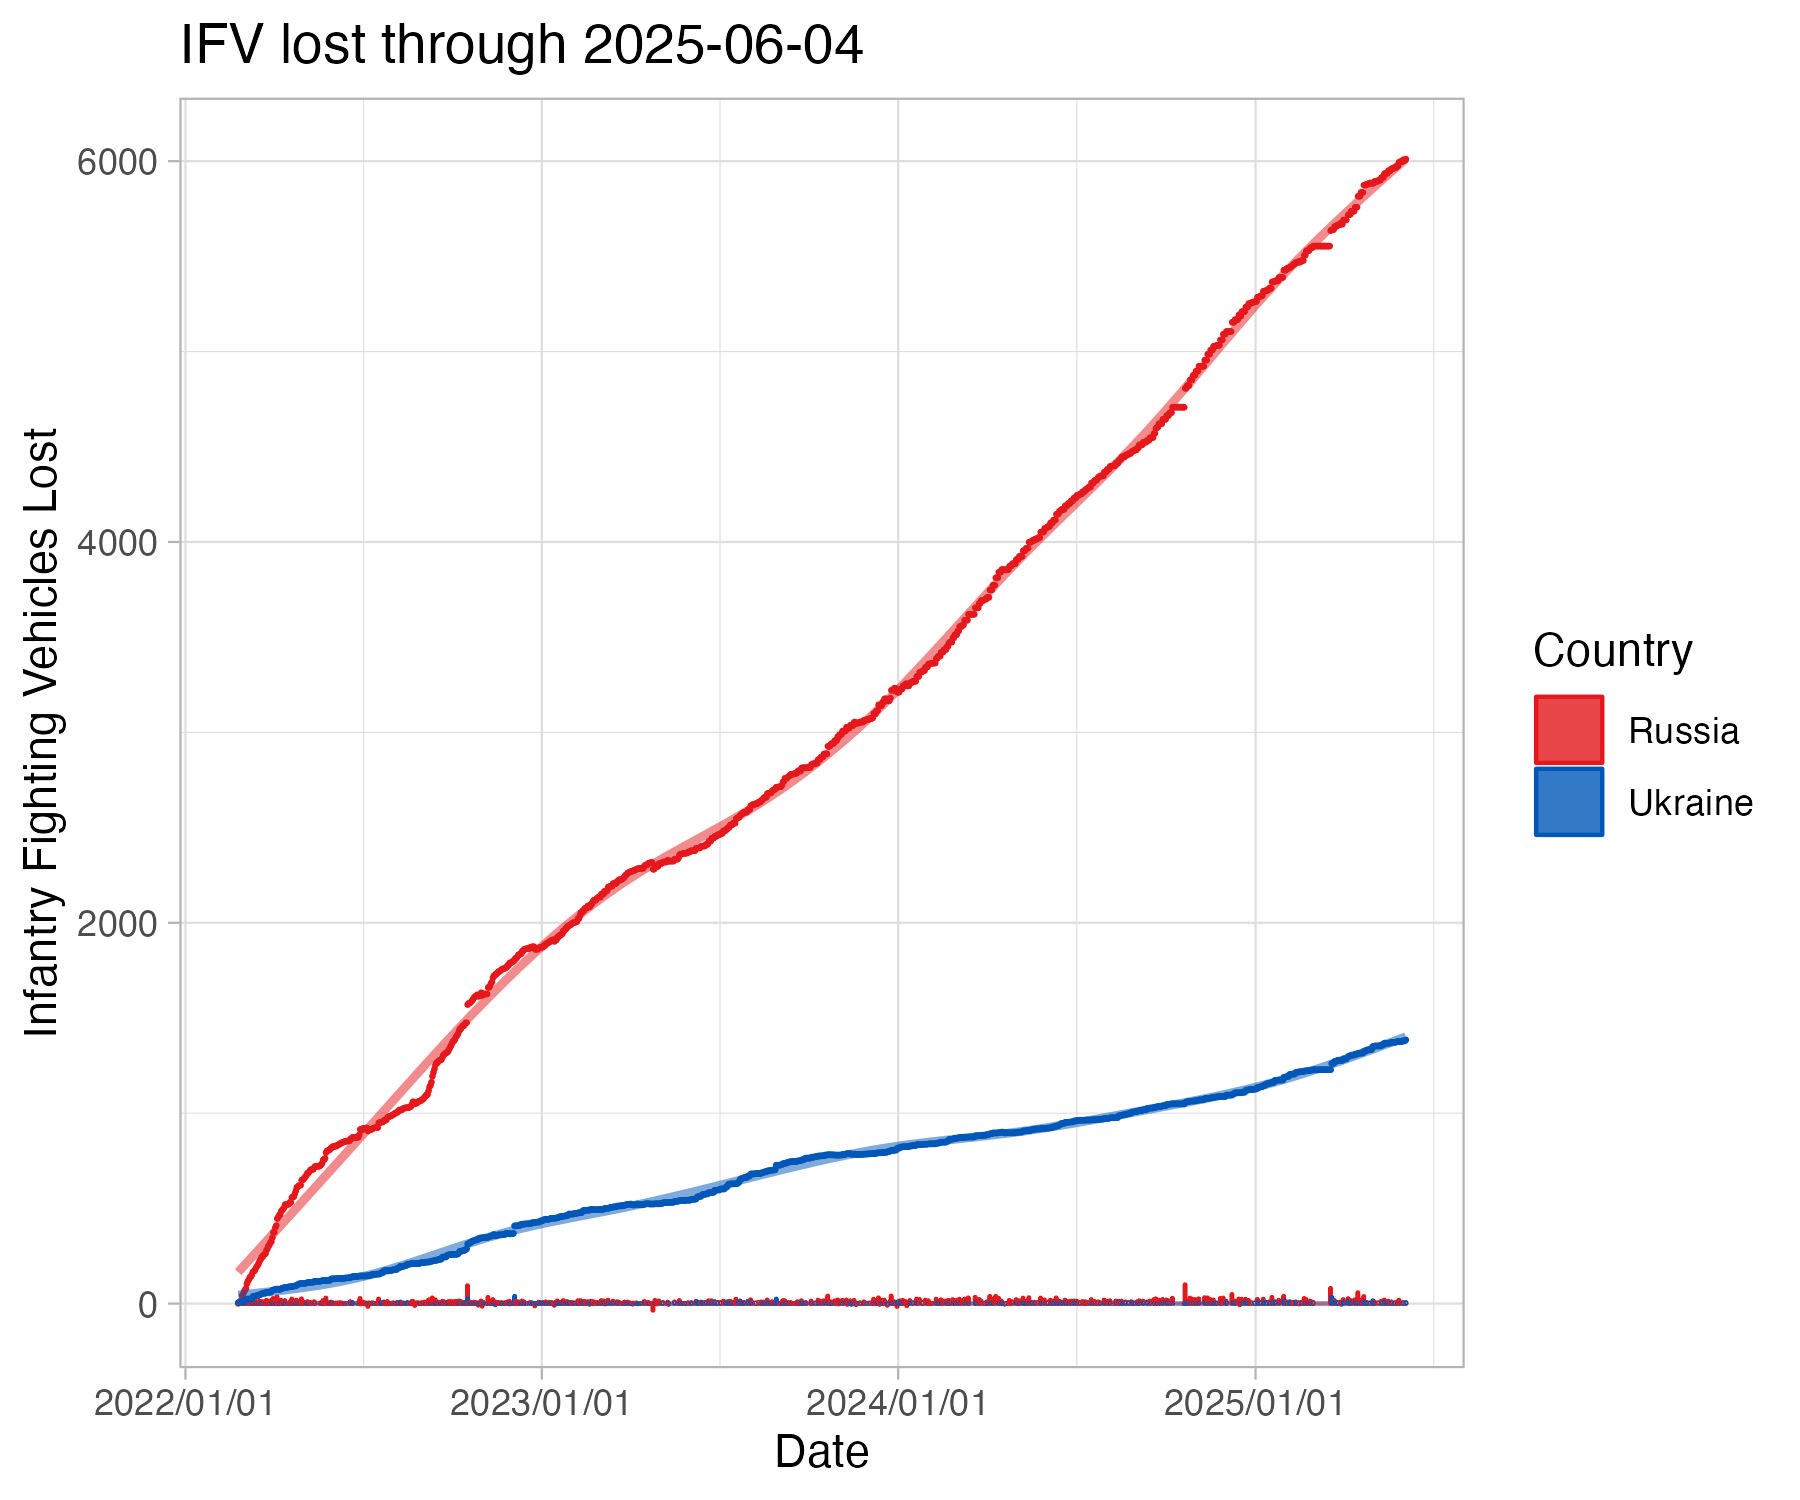 IFV lost through 2025-06-04
Infantry Fighting Vehicles Lost
6000
4000
2000
0
2022/01/01
2023/01/01
2024/01/01
2025/01/01
Date
Country
Russia
Ukraine